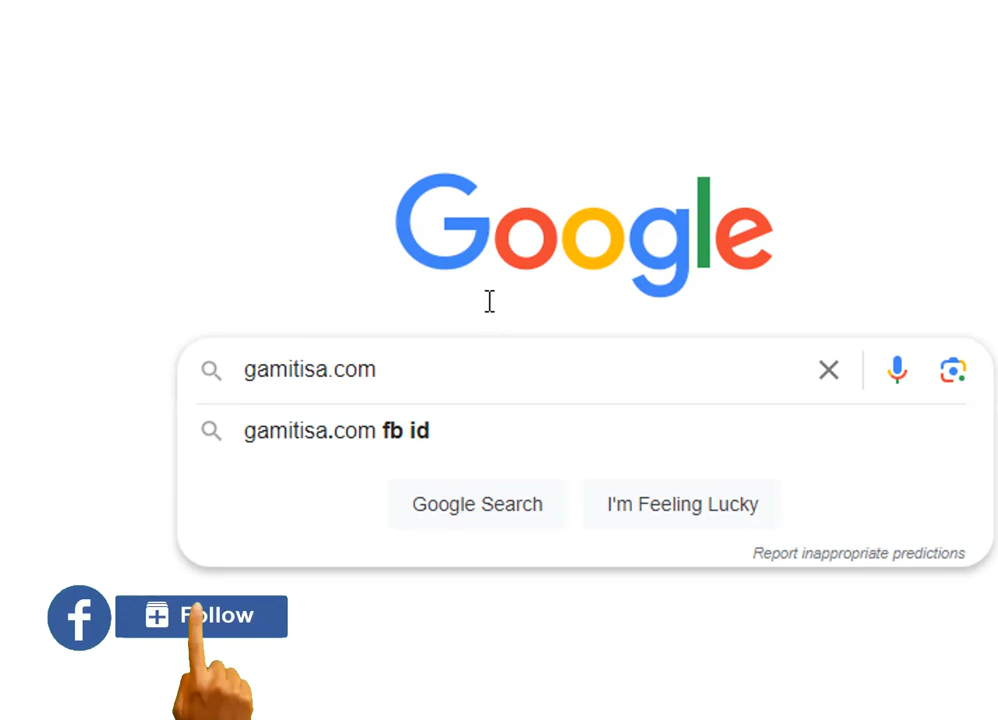 Google
gamitisa.com
gamitisa.com fb id
Google Search
I'm Feeling Lucky
Report inappropriate predictions
Follow